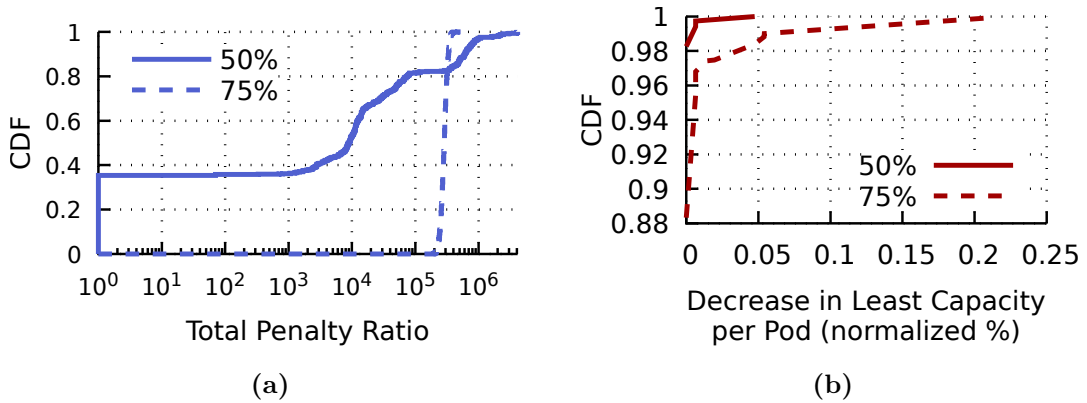 CDF
1
0.8
0.6
0.4
0.2
0
50%
75%
10^0 10^1 10^2 10^3 10^4 10^5 10^6
Total Penalty Ratio
(a)
CDF
1
0.98
0.96
0.94
0.92
0.9
0.88
50%
75%
0 0.05 0.1 0.15 0.2 0.25
Decrease in Least Capacity
per Pod (normalized %)
(b)